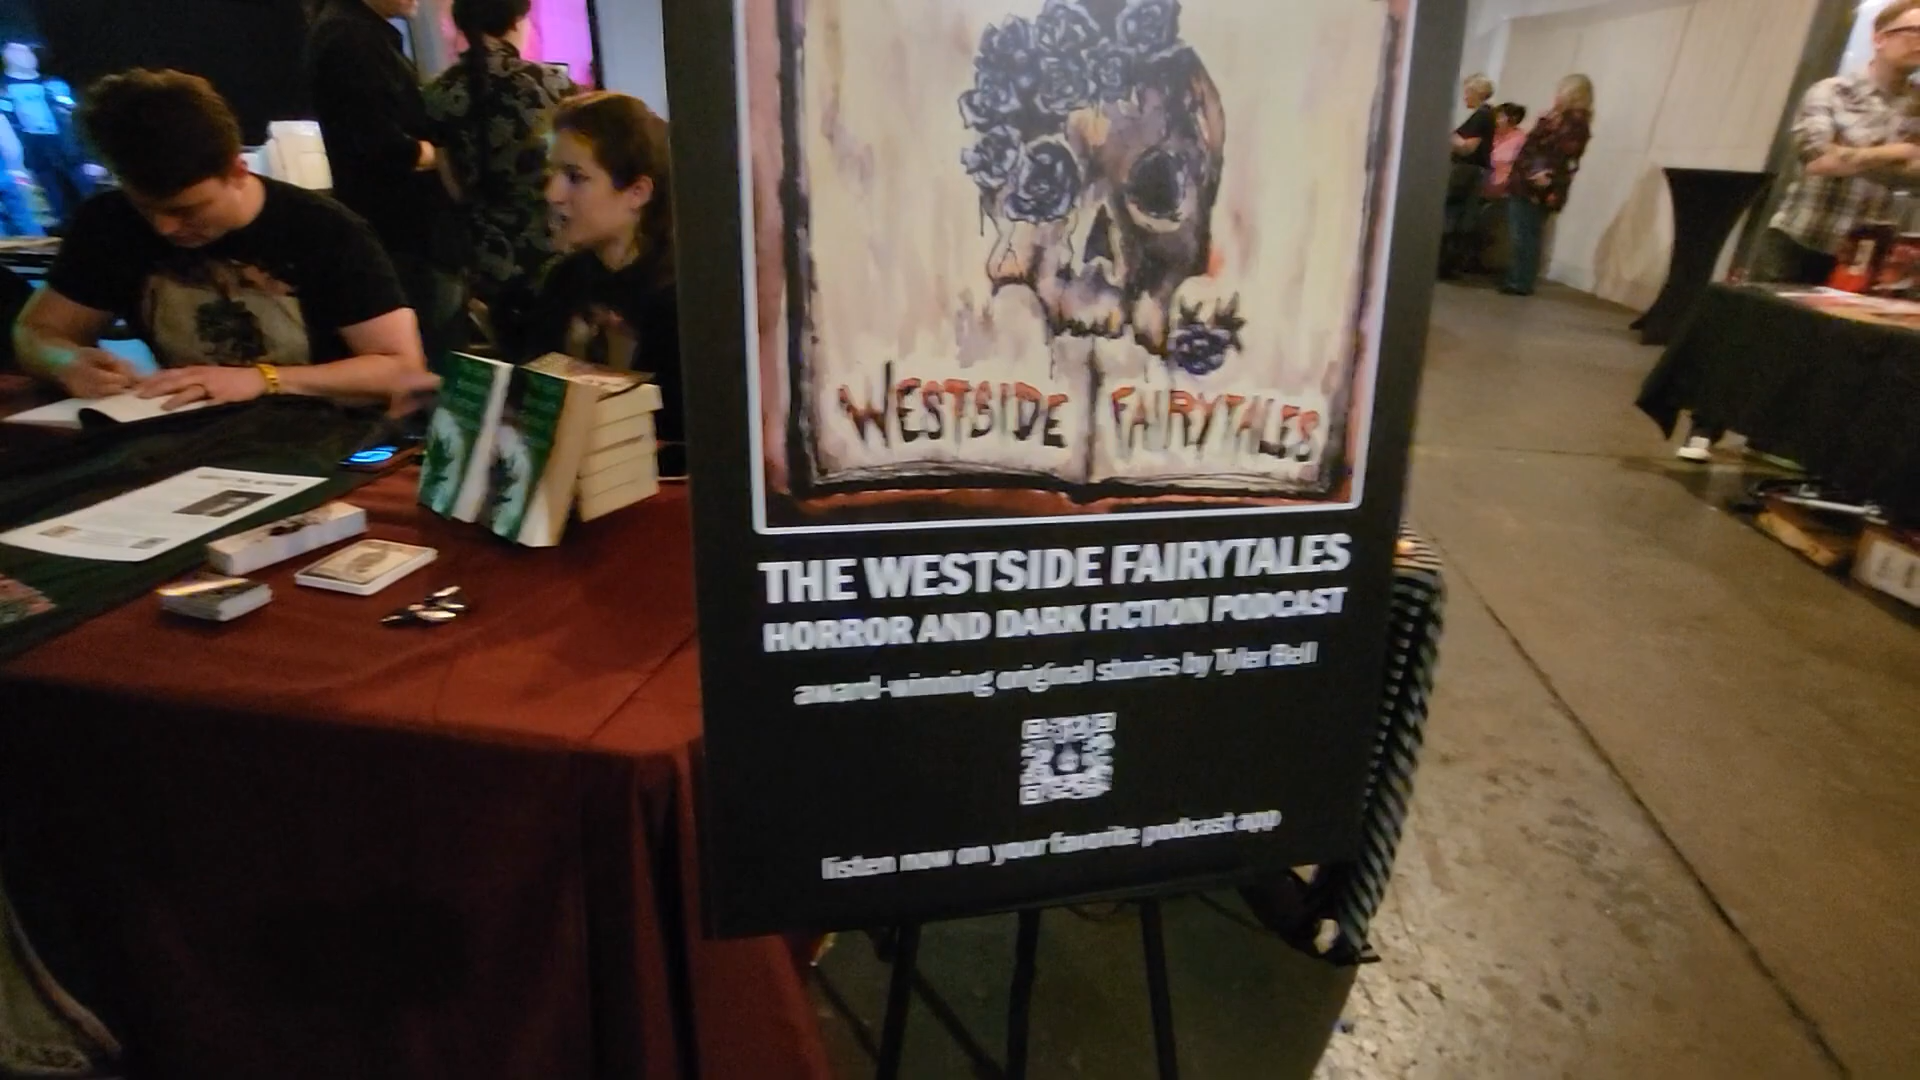 WESTSIDE FAIRYTALES
THE WESTSIDE FAIRYTALES
HORROR AND DARK FICTION PODCAST
award-winning original stories by Tyler Bell
listen now on your favorite podcast app